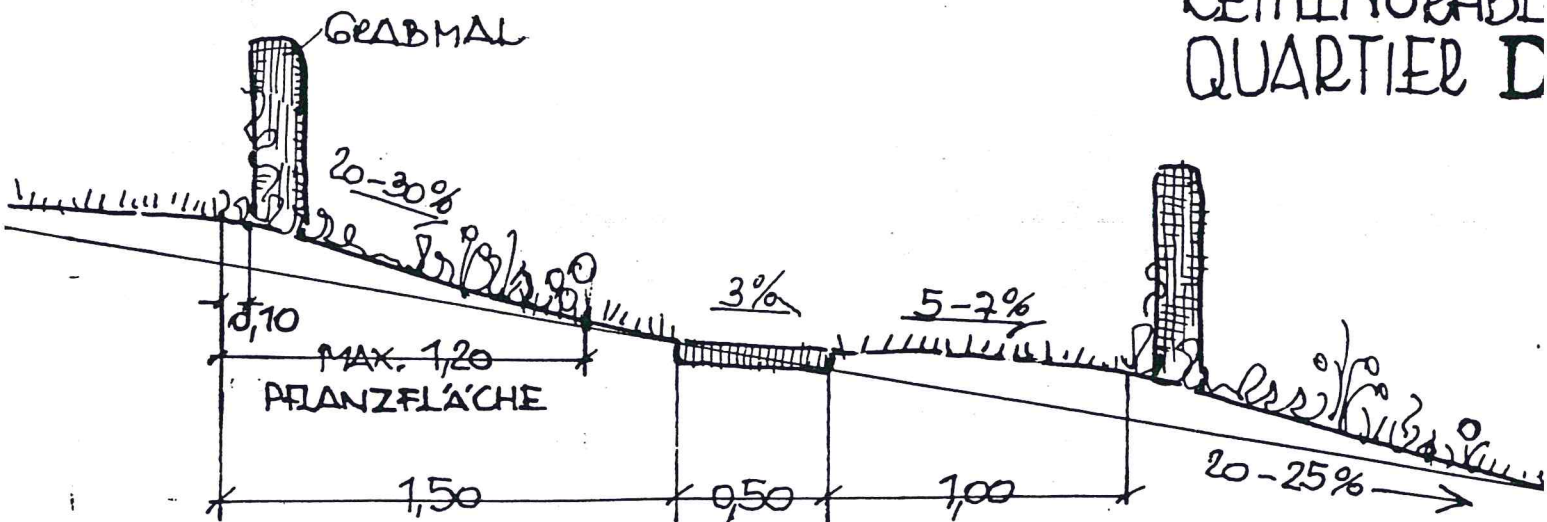 GRABMAL
QUARTIER D
20-30%
0,10
MAX. 1,20
PFLANZFLÄCHE
3%
5-7%
1,50
0,50
1,00
20-25%